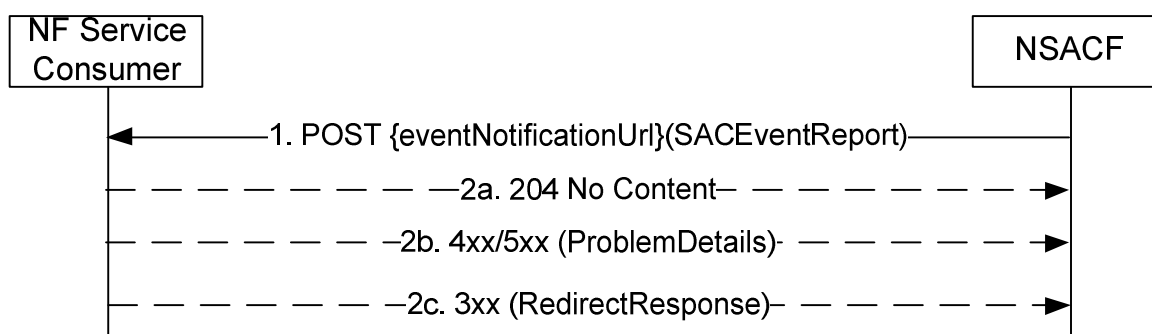 NF Service
Consumer
NSACF
1. POST {eventNotificationUrl}(SACEventReport)
2a. 204 No Content
2b. 4xx/5xx (ProblemDetails)
2c. 3xx (RedirectResponse)